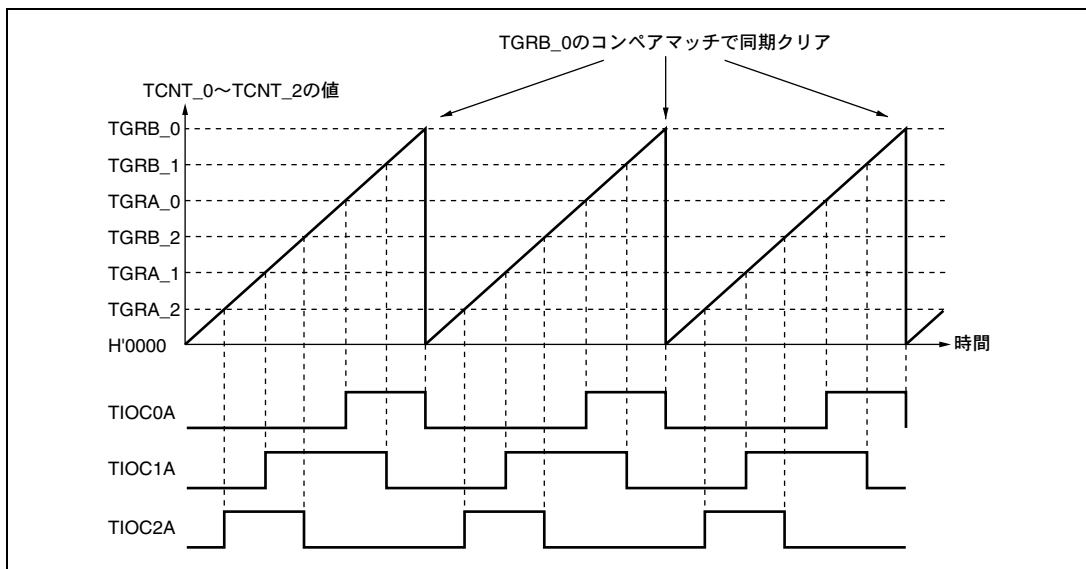 TGRB_0のコンペアマッチで同期クリア
TCNT_0～TCNT_2の値
TGRB_0
TGRB_1
TGRA_0
TGRB_2
TGRA_1
TGRA_2
H'0000
時間
TIOC0A
TIOC1A
TIOC2A